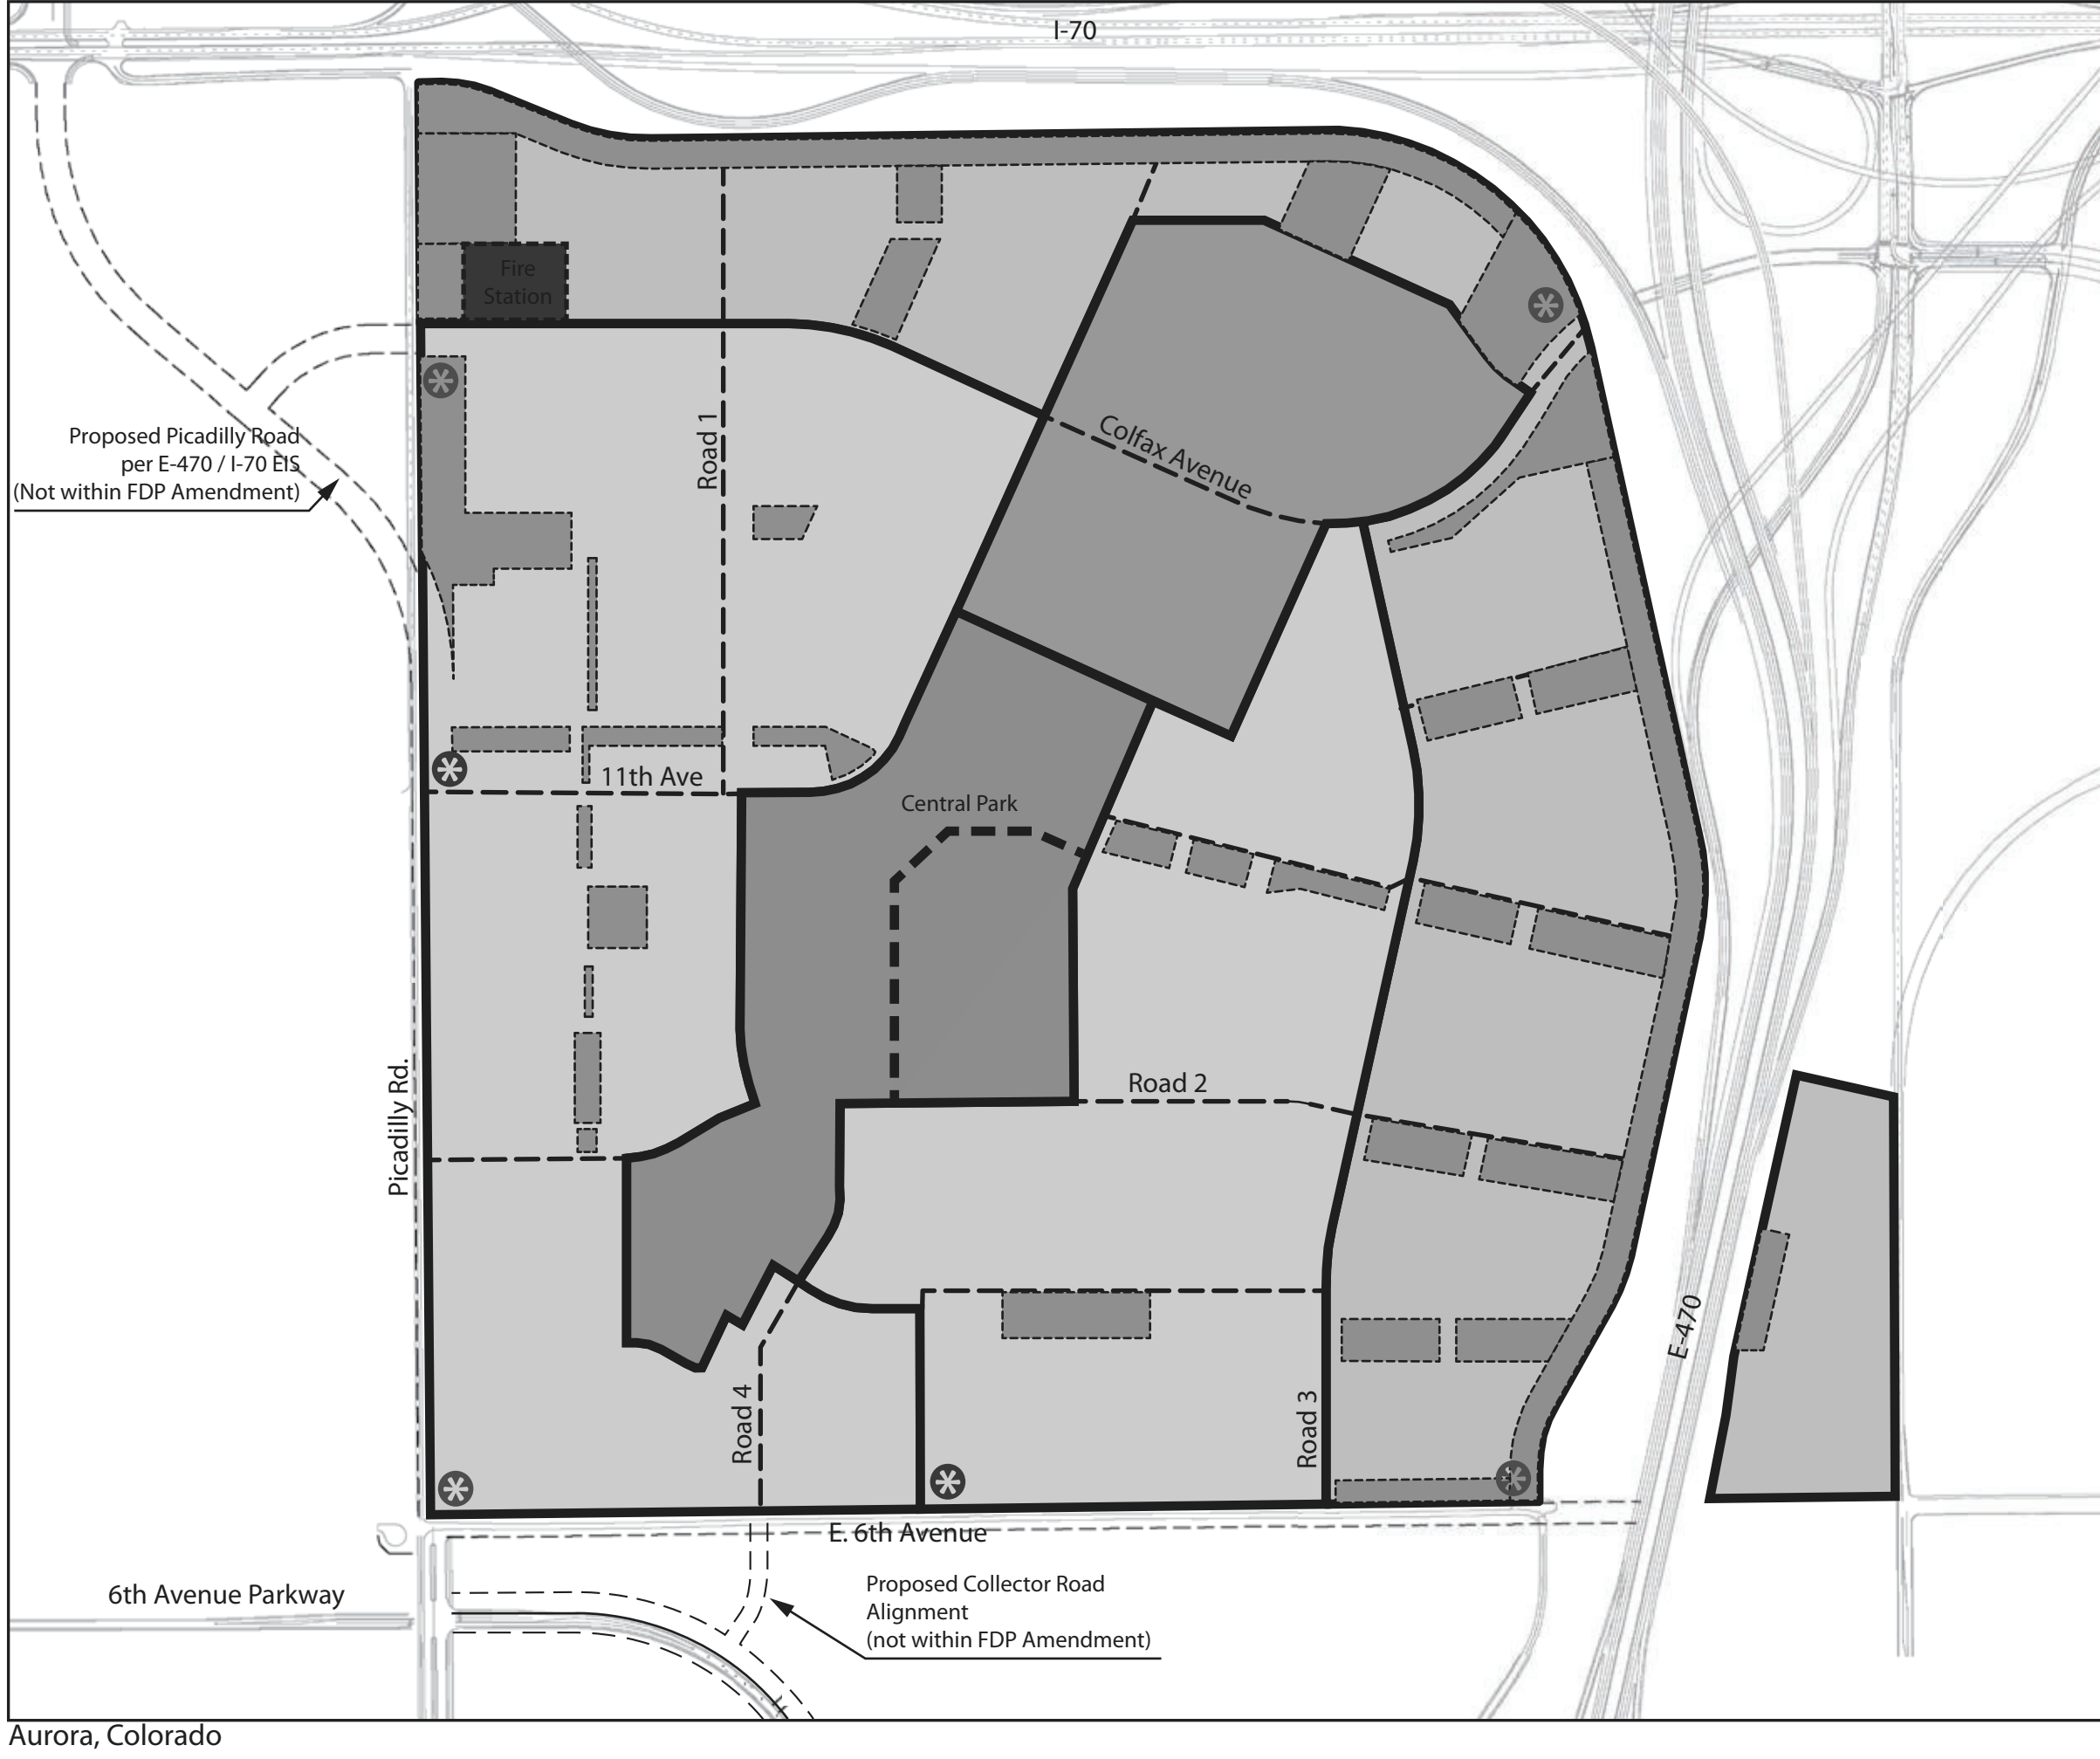 I-70
Fire
Station
Proposed Picadilly Road
per E-470 / I-70 EIS
(Not within FDP Amendment)
Road 1
Colfax Avenue
11th Ave
Central Park
Road 2
Picadilly Rd.
E-470
Road 4
Road 3
E. 6th Avenue
6th Avenue Parkway
Proposed Collector Road
Alignment
(not within FDP Amendment)
Aurora, Colorado